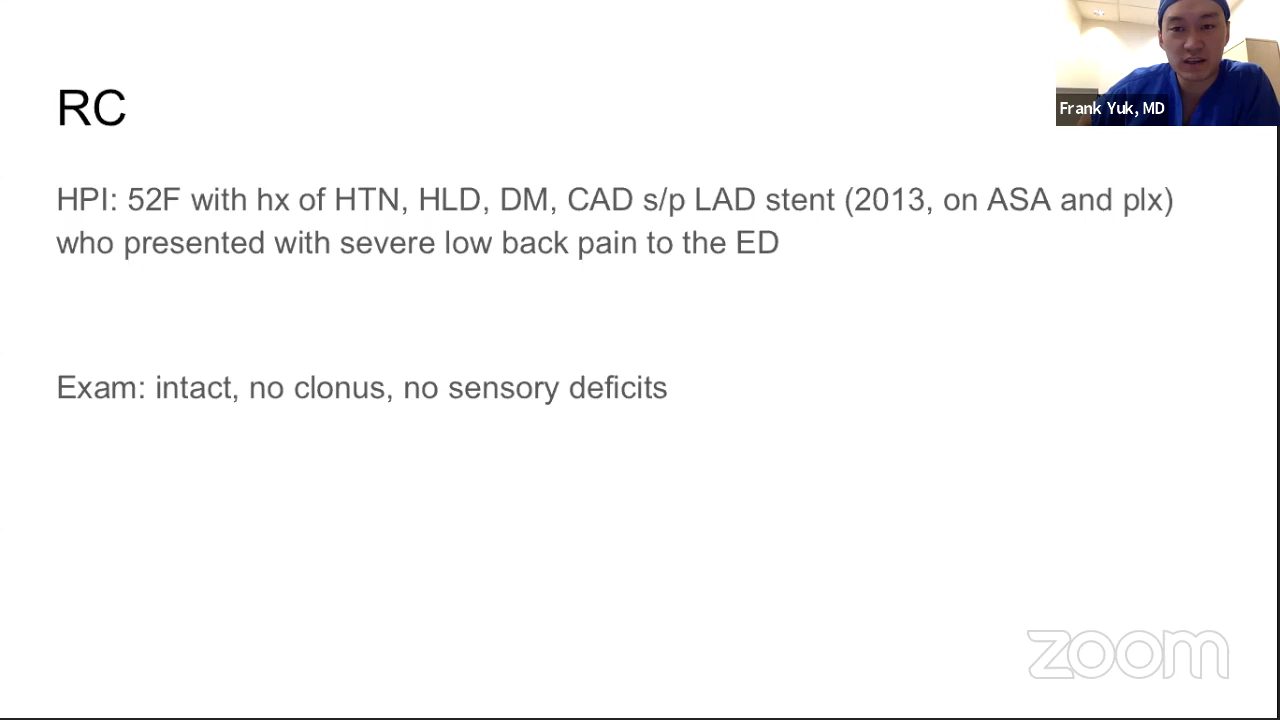 RC
Frank Yuk, MD
HPI: 52F with hx of HTN, HLD, DM, CAD s/p LAD stent (2013, on ASA and plx)
who presented with severe low back pain to the ED
Exam: intact, no clonus, no sensory deficits
zoom